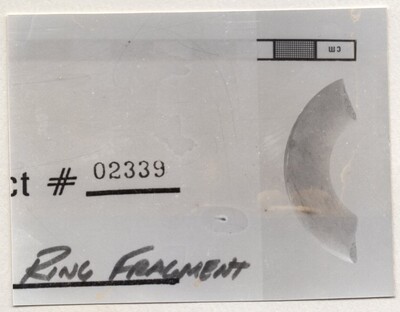 cm
ct # 02339
RING FRAGMENT